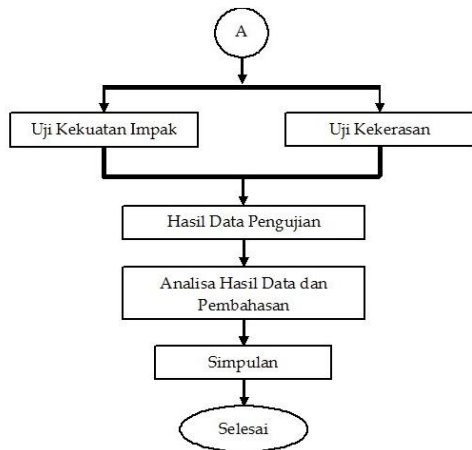 A
Uji Kekuatan Impak
Uji Kekerasan
Hasil Data Pengujian
Analisa Hasil Data dan
Pembahasan
Simpulan
Selesai